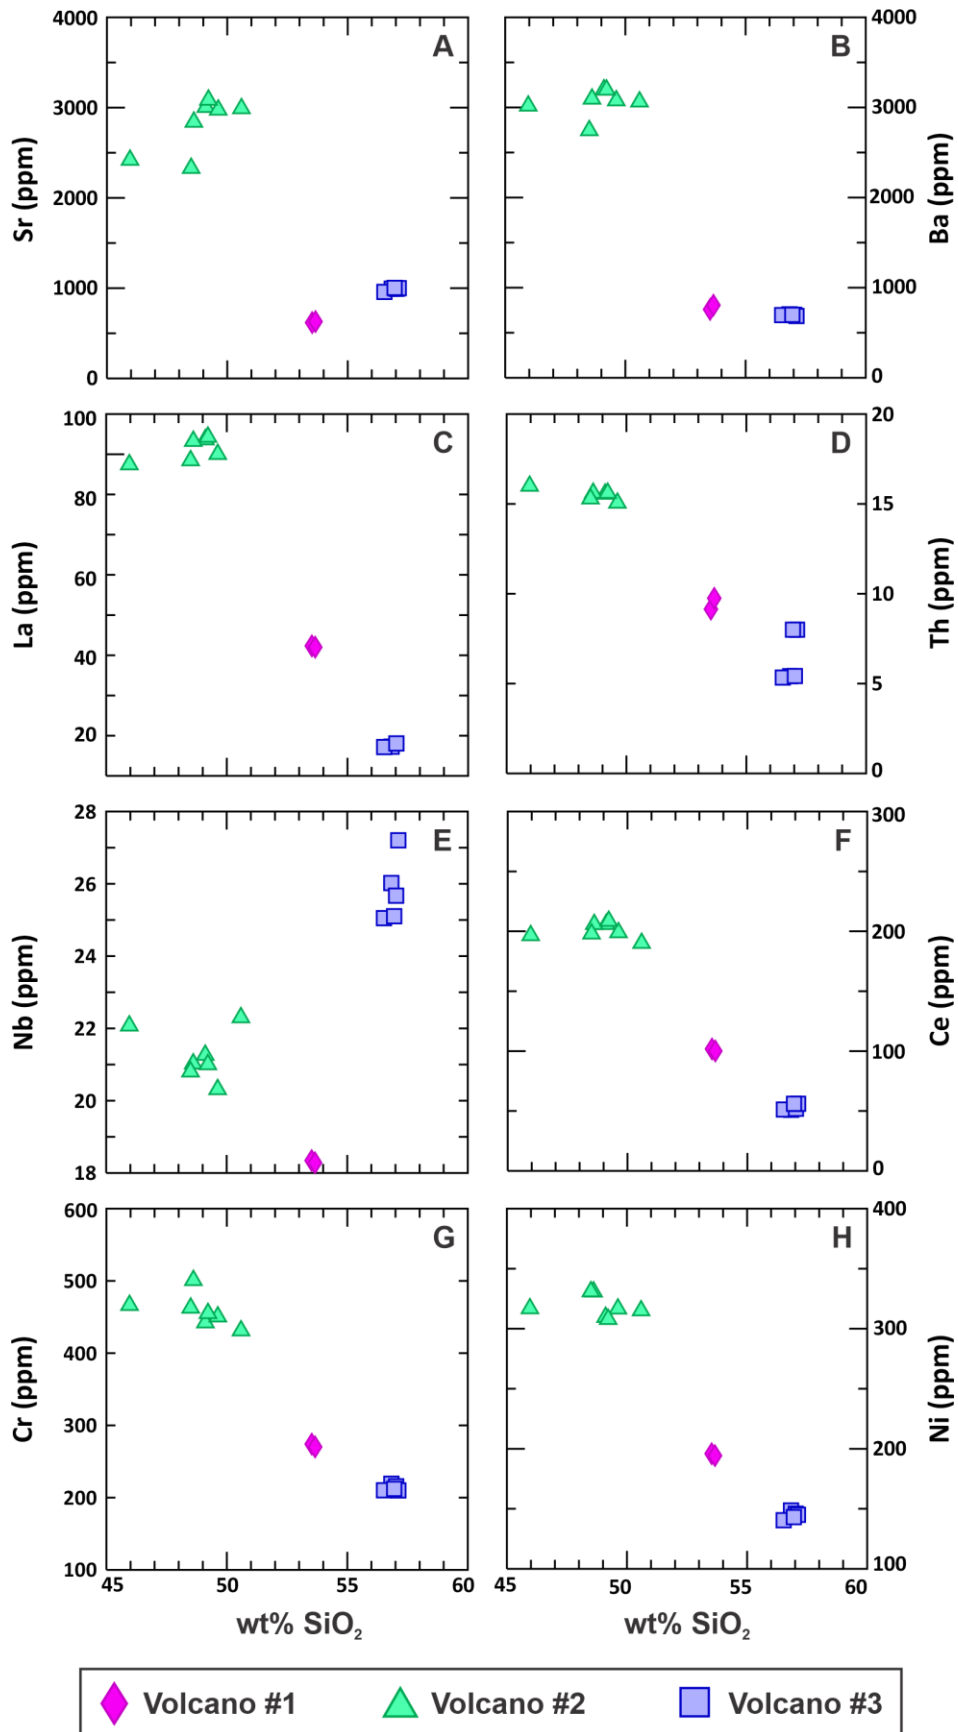 4000
3000
2000
1000
0
Sr (ppm)
A
4000
3000
2000
1000
0
Ba (ppm)
B
100
80
60
40
20
La (ppm)
C
20
15
10
5
0
Th (ppm)
D
28
26
24
22
20
18
Nb (ppm)
E
300
200
100
0
Ce (ppm)
F
600
500
400
300
200
100
Cr (ppm)
G
45 50 55 60
wt% SiO₂
400
300
200
100
Ni (ppm)
H
45 50 55 60
wt% SiO₂
Volcano #1 Volcano #2 Volcano #3